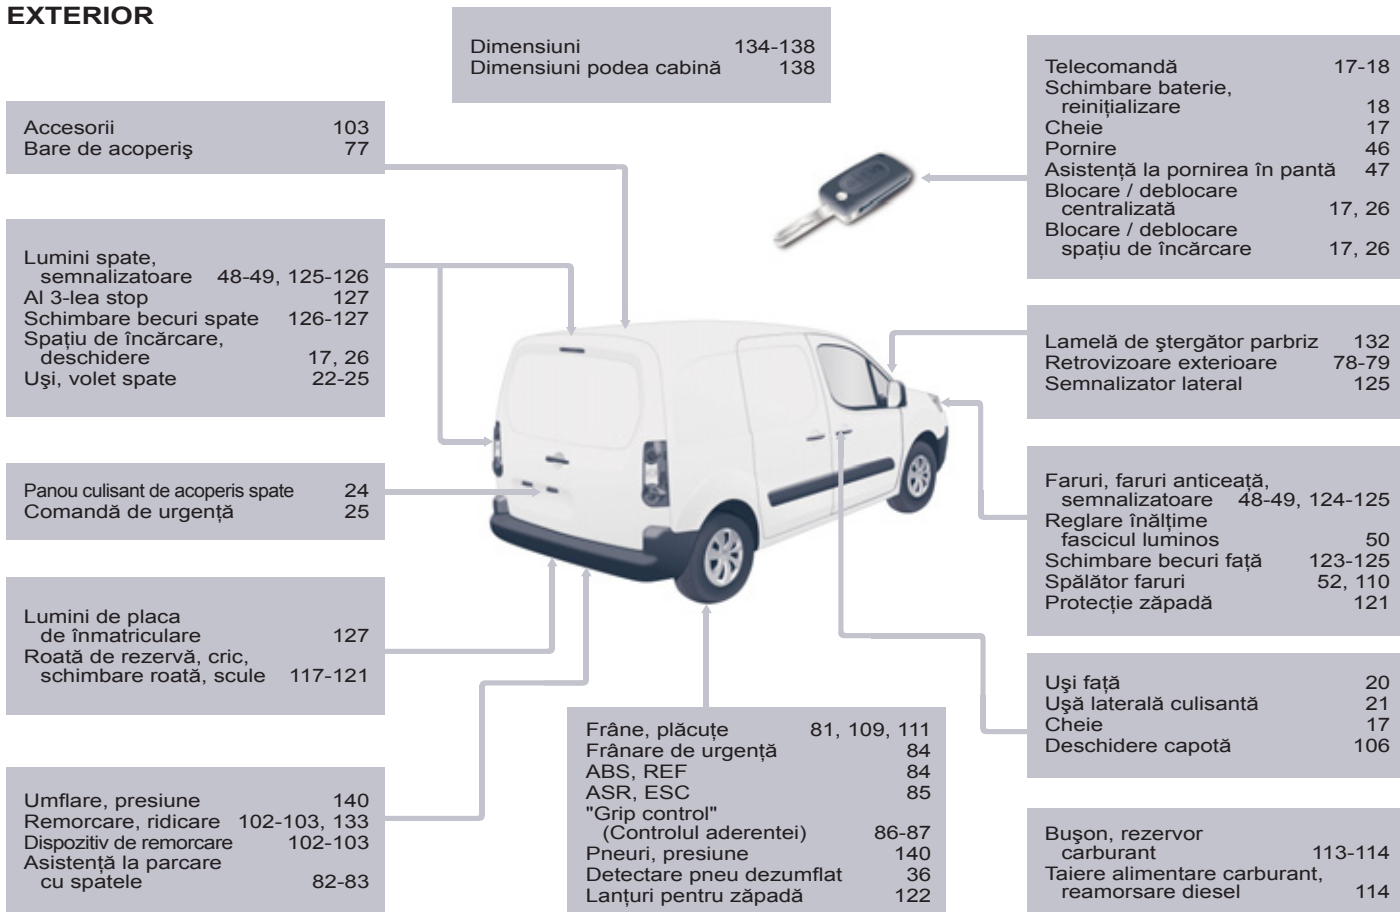 EXTERIOR
Dimensiuni 134-138
Dimensiuni podea cabină 138
Accesorii 103
Bare de acoperiş 77
Lumini spate,
semnalizatoare 48-49, 125-126
Al 3-lea stop 127
Schimbare becuri spate 126-127
Spaţiu de încărcare,
deschidere 17, 26
Uşi, volet spate 22-25
Panou culisant de acoperis spate 24
Comandă de urgenţă 25
Lumini de placa
de înmatriculare 127
Roată de rezervă, cric,
schimbare roată, scule 117-121
Umflare, presiune 140
Remorcare, ridicare 102-103, 133
Dispozitiv de remorcare 102-103
Asistenţă la parcare
cu spatele 82-83
Frâne, plăcuţe 81, 109, 111
Frânare de urgenţă 84
ABS, REF 84
ASR, ESC 85
"Grip control"
(Controlul aderentei) 86-87
Pneuri, presiune 140
Detectare pneu dezumflat 36
Lanţuri pentru zăpadă 122
Telecomandă 17-18
Schimbare baterie,
reiniţializare 18
Cheie 17
Pornire 46
Asistenţă la pornirea în pantă 47
Blocare / deblocare
centralizată 17, 26
Blocare / deblocare
spaţiu de încărcare 17, 26
Lamelă de ştergător parbriz 132
Retrovizoare exterioare 78-79
Semnalizator lateral 125
Faruri, faruri anticeaţă,
semnalizatoare 48-49, 124-125
Reglare înălţime
fascicul luminos 50
Schimbare becuri faţă 123-125
Spălător faruri 52, 110
Protecţie zăpadă 121
Uşi faţă 20
Uşă laterală culisantă 21
Cheie 17
Deschidere capotă 106
Buşon, rezervor
carburant 113-114
Taiere alimentare carburant,
reamorsare diesel 114